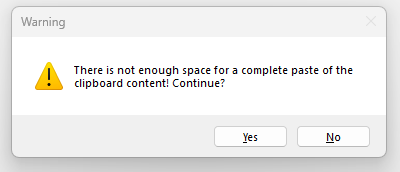 Warning
There is not enough space for a complete paste of the
clipboard content! Continue?
Yes
No